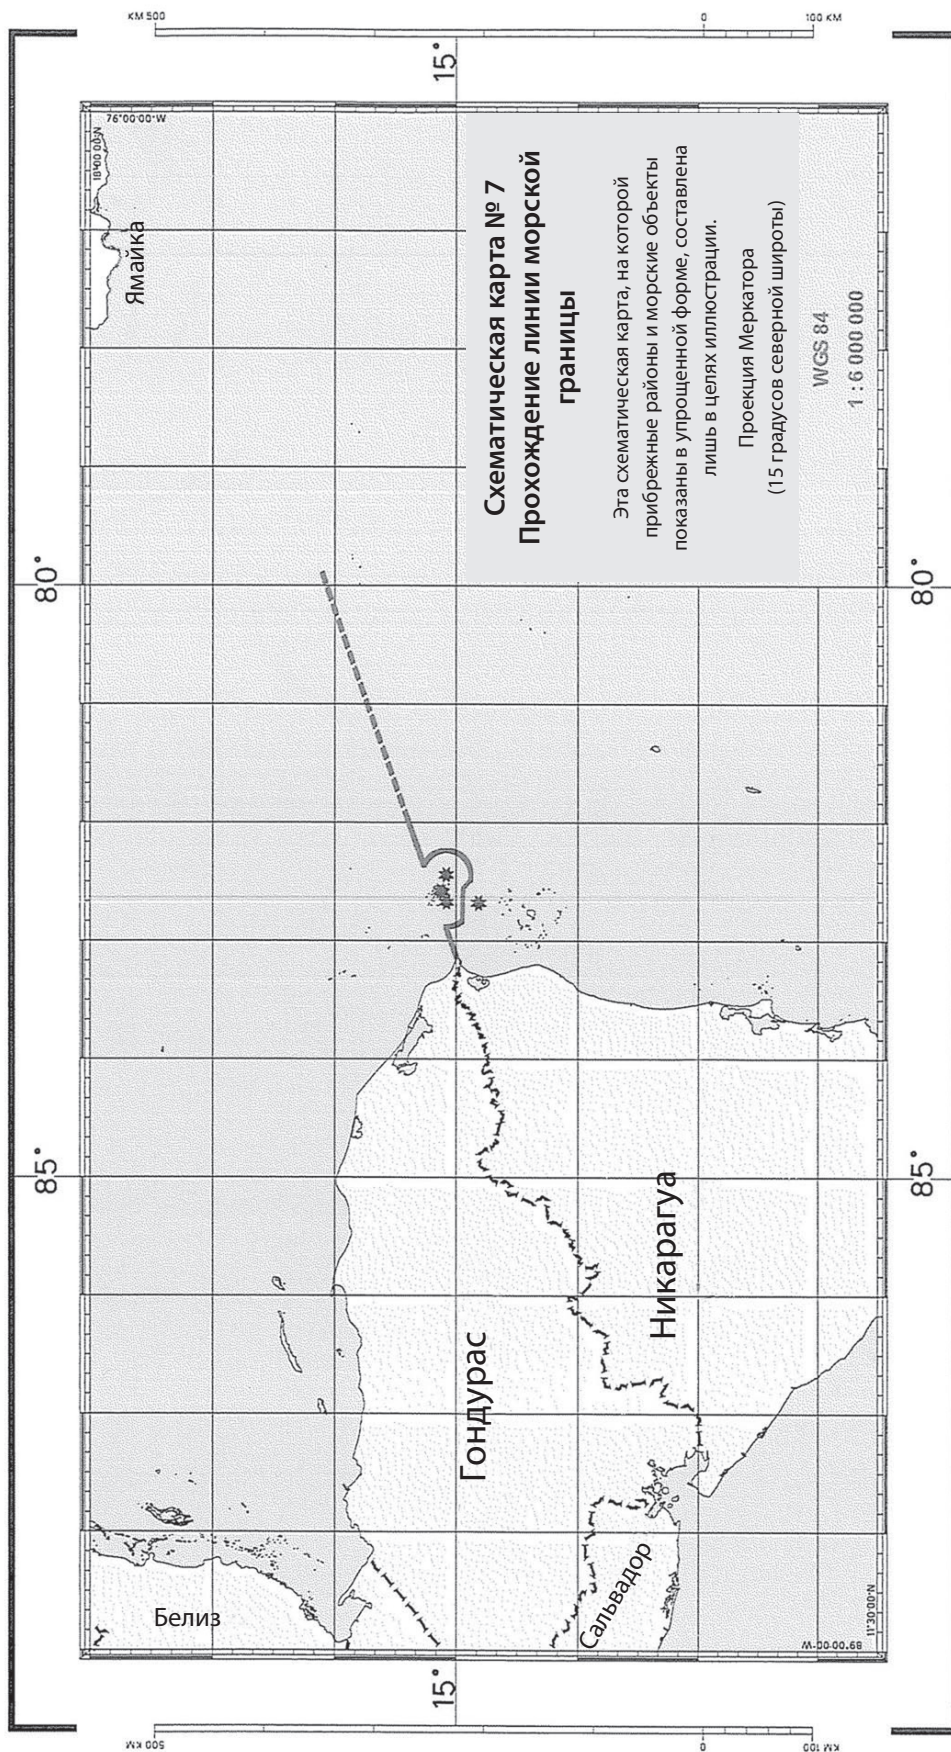 KM 500
0
100 KM
15°
18°00'00"N
76°00'00"W
Ямайка
Схематическая карта № 7
Прохождение линии морской
границы
Эта схематическая карта, на которой
прибрежные районы и морские объекты
показаны в упрощенной форме, составлена
лишь в целях иллюстрации.
Проекция Меркатора
(15 градусов северной широты)
WGS 84
1 : 6 000 000
80°
80°
85°
85°
Гондурас
Никарагуа
Белиз
Сальвадор
11°30'00"N
89°00'00"W
15°
500 KM
0
KM 100